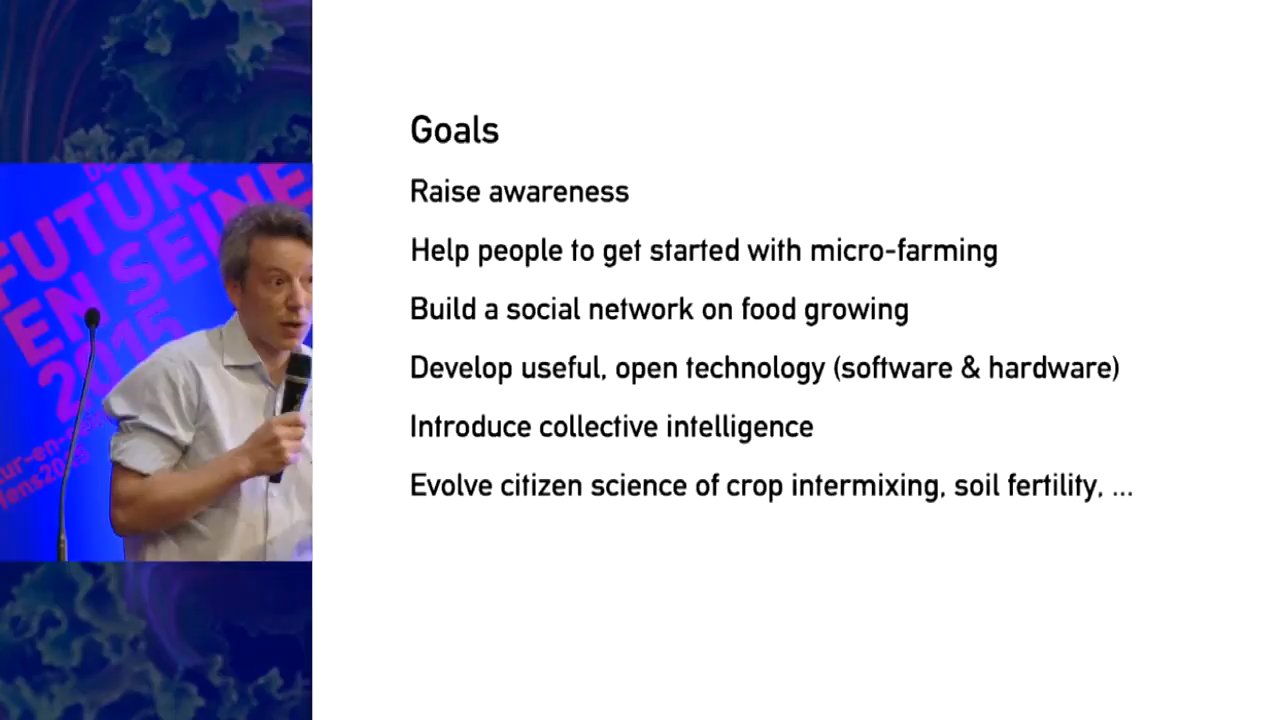 FUTUR
EN SEINE
2015
Goals
Raise awareness
Help people to get started with micro-farming
Build a social network on food growing
Develop useful, open technology (software & hardware)
Introduce collective intelligence
Evolve citizen science of crop intermixing, soil fertility, ...